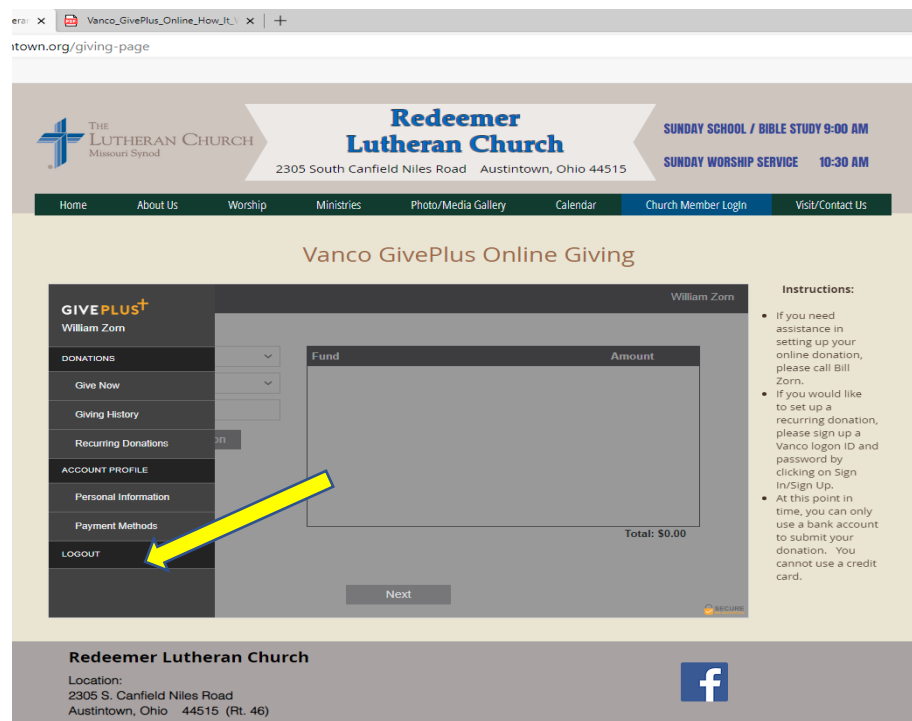 Vanco_GivePlus_Online_How_It_
town.org/giving-page
THE
LUTHERAN CHURCH
Missouri Synod
Redeemer
Lutheran Church
2305 South Canfield Niles Road Austintown, Ohio 44515
SUNDAY SCHOOL / BIBLE STUDY 9:00 AM
SUNDAY WORSHIP SERVICE 10:30 AM
Home About Us Worship Ministries Photo/Media Gallery Calendar Church Member LogIn Visit/Contact Us
Vanco GivePlus Online Giving
GIVEPLUS+
William Zorn
DONATIONS
Give Now
Giving History
Recurring Donations
ACCOUNT PROFILE
Personal Information
Payment Methods
LOGOUT
William Zorn
Fund Amount
on
Total: $0.00
Next
SECURE
Instructions:
• If you need
assistance in
setting up your
online donation,
please call Bill
Zorn.
• If you would like
to set up a
recurring donation,
please sign up a
Vanco logon ID and
password by
clicking on Sign
In/Sign Up.
• At this point in
time, you can only
use a bank account
to submit your
donation. You
cannot use a credit
card.
Redeemer Lutheran Church
Location:
2305 S. Canfield Niles Road
Austintown, Ohio 44515 (Rt. 46)
f